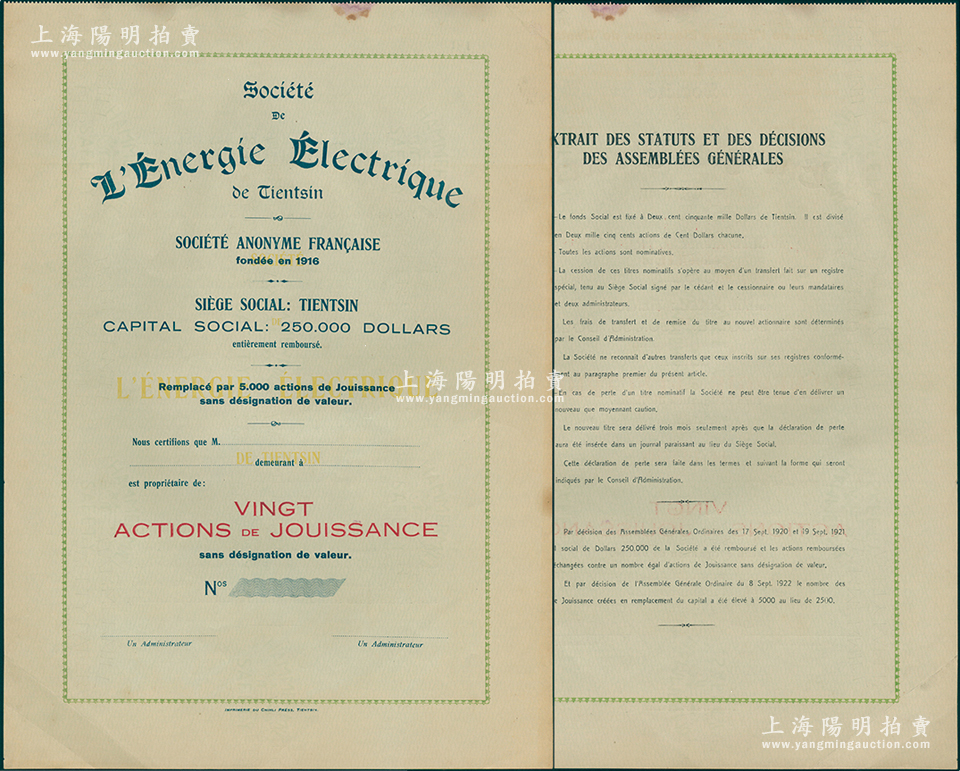 上海陽明拍賣
www.yangmingauction.com
Société
De
L'Énergie Électrique
de Tientsin
SOCIÉTÉ ANONYME FRANÇAISE
fondée en 1916
SIÈGE SOCIAL: TIENTSIN
CAPITAL SOCIAL: 250.000 DOLLARS
entièrement remboursé.
L'ÉNERGIE ÉLECTRIQUE
Remplacé par 5.000 actions de Jouissance
sans désignation de valeur.
Nous certifions que M.
DE TIENTSIN
demeurant à
est propriétaire de:
VINGT
ACTIONS DE JOUISSANCE
sans désignation de valeur.
Nos
Un Administrateur
Un Administrateur
IMPRIMERIE DU CHIHLI PRESS, TIENTSIN.
上海陽明拍賣
www.yangmingauction.com
XTRAIT DES STATUTS ET DES DÉCISIONS
DES ASSEMBLÉES GÉNÉRALES
—Le fonds Social est fixé à Deux cent cinquante mille Dollars de Tientsin. Il est divisé
en Deux mille cinq cents actions de Cent Dollars chacune.
Toutes les actions sont nominatives.
—La cession de ces titres nominatifs s'opère au moyen d'un transfert fait sur un registre
spécial, tenu au Siège Social signé par le cédant et le cessionnaire ou leurs mandataires
et deux administrateurs.
Les frais de transfert et de remise du titre au nouvel actionnaire sont déterminés
par le Conseil d'Administration.
La Société ne reconnait d'autres transferts que ceux inscrits sur ses registres conformé-
ment au paragraphe premier du présent article.
—En cas de perte d'un titre nominatif la Société ne peut être tenue d'en délivrer un
nouveau que moyennant caution.
Le nouveau titre sera délivré trois mois seulement après que la déclaration de perte
aura été insérée dans un journal paraissant au lieu du Siège Social.
Cette déclaration de perte sera faite dans les termes et suivant la forme qui seront
indiqués par le Conseil d'Administration.
Par décision des Assemblées Générales Ordinaires des 17 Sept. 1920 et 19 Sept. 1921,
l social de Dollars 250.000 de la Société a été remboursé et les actions remboursées
échangées contre un nombre égal d'actions de Jouissance sans désignation de valeur.
Et par décision de l'Assemblée Générale Ordinaire du 8 Sept. 1922 le nombre des
e Jouissance créées en remplacement du capital a été élevé à 5000 au lieu de 2500.
上海陽明拍賣
www.yangmingauction.com